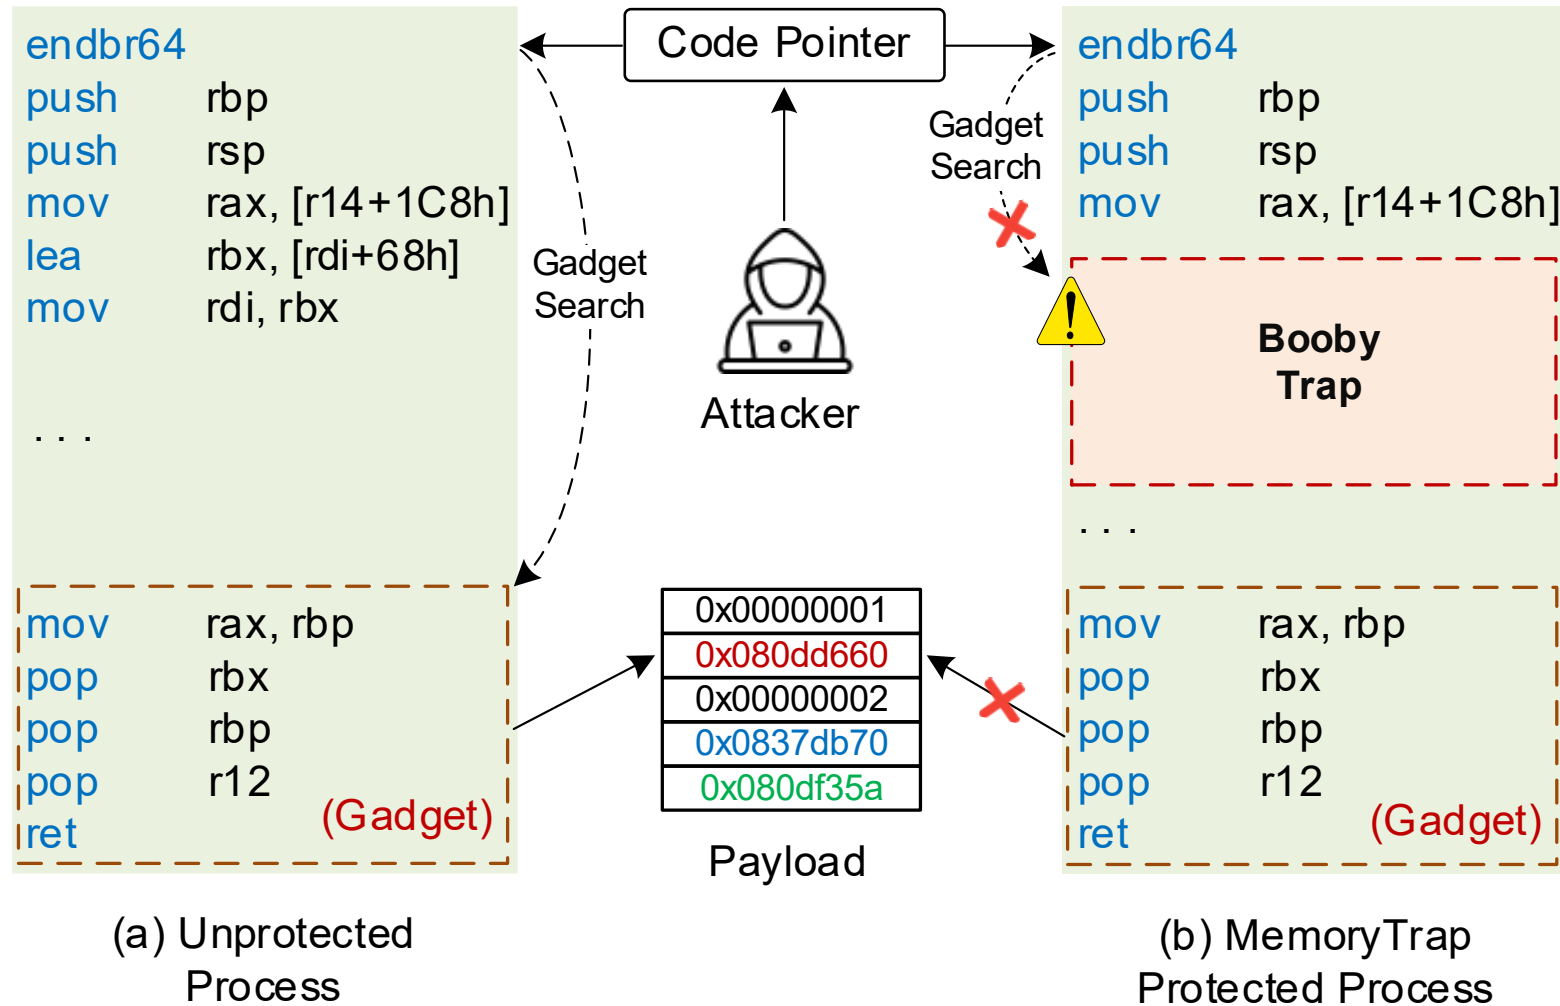 endbr64
push rbp
push rsp
mov rax, [r14+1C8h]
lea rbx, [rdi+68h]
mov rdi, rbx
. . .
mov rax, rbp
pop rbx
pop rbp
pop r12
ret (Gadget)
(a) Unprotected
Process
Code Pointer
Gadget
Search
Attacker
0x00000001
0x080dd660
0x00000002
0x0837db70
0x080df35a
Payload
Gadget
Search
endbr64
push rbp
push rsp
mov rax, [r14+1C8h]
Booby
Trap
. . .
mov rax, rbp
pop rbx
pop rbp
pop r12
ret (Gadget)
(b) MemoryTrap
Protected Process